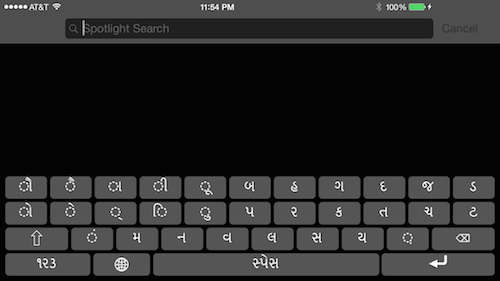 AT&T 11:54 PM 100%
Spotlight Search Cancel
ૌ ૈ ા ી ૂ બ હ ગ દ જ ડ
ો ે ્ િ ુ પ ર ક ત ચ ટ
ં મ ન વ લ સ ય ઼
૧૨૩ સ્પેસ